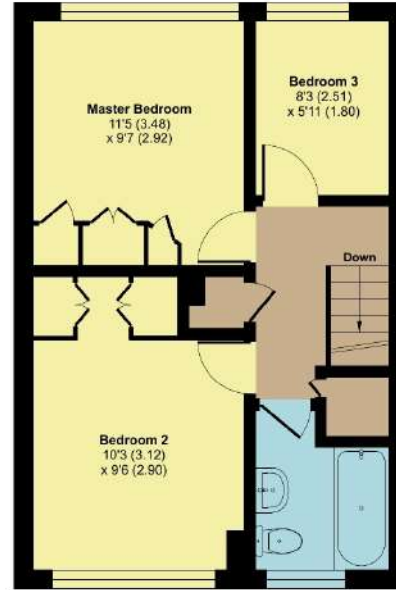 Master Bedroom
11'5 (3.48)
x 9'7 (2.92)
Bedroom 3
8'3 (2.51)
x 5'11 (1.80)
Down
Bedroom 2
10'3 (3.12)
x 9'6 (2.90)